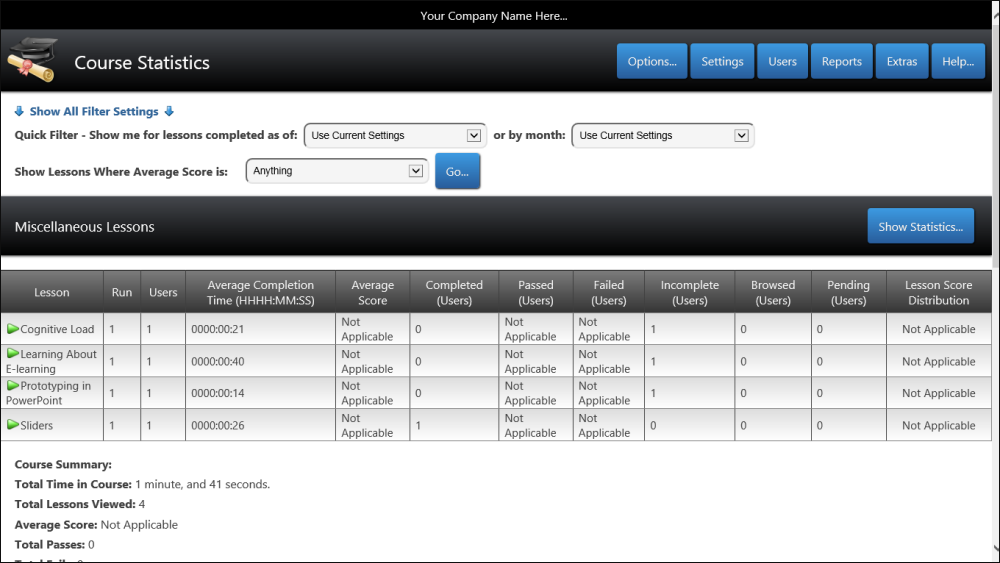 Your Company Name Here...
Course Statistics
Options...
Settings
Users
Reports
Extras
Help...
Show All Filter Settings
Quick Filter - Show me for lessons completed as of: Use Current Settings or by month: Use Current Settings
Show Lessons Where Average Score is: Anything Go...
Miscellaneous Lessons
Show Statistics...
Lesson Run Users Average Completion Time (HHHH:MM:SS) Average Score Completed (Users) Passed (Users) Failed (Users) Incomplete (Users) Browsed (Users) Pending (Users) Lesson Score Distribution
Cognitive Load 1 1 0000:00:21 Not Applicable 0 Not Applicable Not Applicable 1 0 0 Not Applicable
Learning About E-learning 1 1 0000:00:40 Not Applicable 0 Not Applicable Not Applicable 1 0 0 Not Applicable
Prototyping in PowerPoint 1 1 0000:00:14 Not Applicable 0 Not Applicable Not Applicable 1 0 0 Not Applicable
Sliders 1 1 0000:00:26 Not Applicable 1 Not Applicable Not Applicable 0 0 0 Not Applicable
Course Summary:
Total Time in Course: 1 minute, and 41 seconds.
Total Lessons Viewed: 4
Average Score: Not Applicable
Total Passes: 0